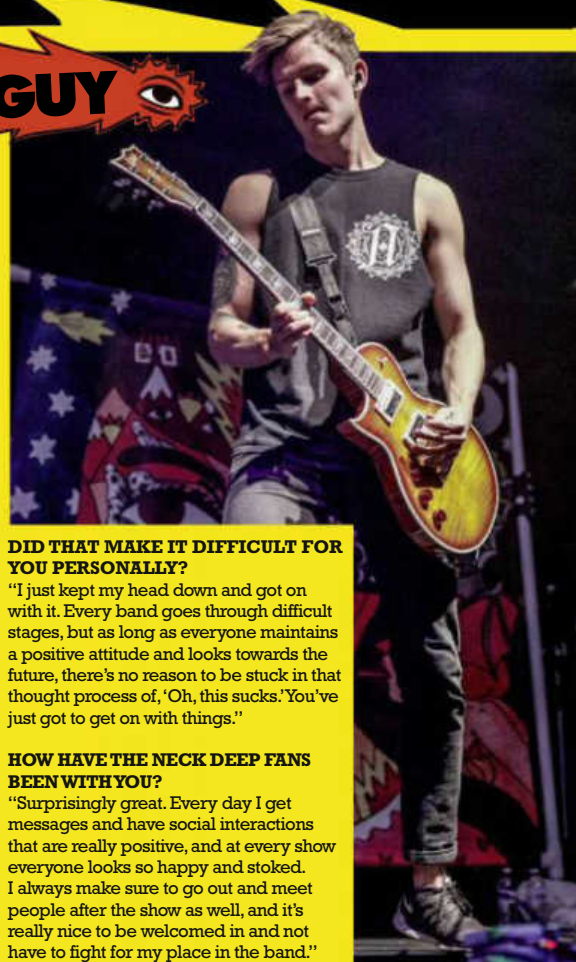 GUY
DID THAT MAKE IT DIFFICULT FOR
YOU PERSONALLY?
“I just kept my head down and got on
with it. Every band goes through difficult
stages, but as long as everyone maintains
a positive attitude and looks towards the
future, there’s no reason to be stuck in that
thought process of, ‘Oh, this sucks.’ You’ve
just got to get on with things.”
HOW HAVE THE NECK DEEP FANS
BEEN WITH YOU?
“Surprisingly great. Every day I get
messages and have social interactions
that are really positive, and at every show
everyone looks so happy and stoked.
I always make sure to go out and meet
people after the show as well, and it’s
really nice to be welcomed in and not
have to fight for my place in the band.”